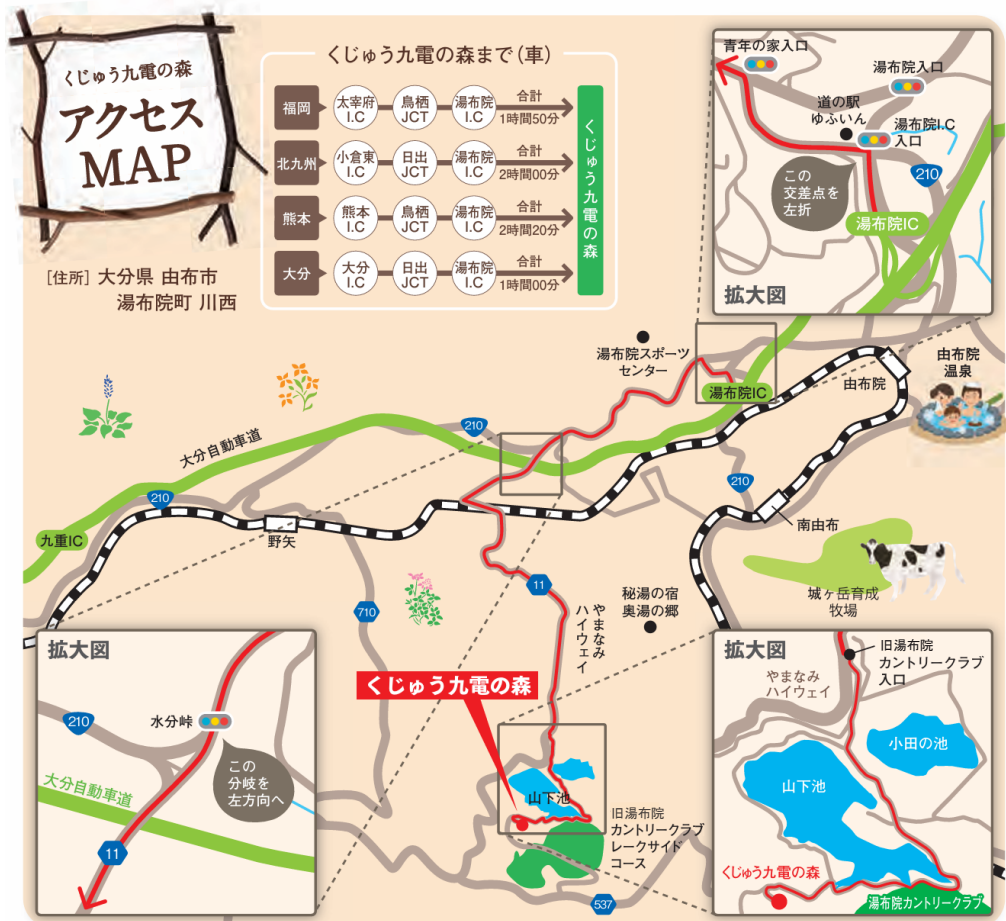 くじゅう九電の森
アクセス
MAP
[住所] 大分県 由布市
湯布院町 川西
くじゅう九電の森まで(車)
福岡
太宰府
I.C
鳥栖
JCT
湯布院
I.C
合計
1時間50分
北九州
小倉東
I.C
日出
JCT
湯布院
I.C
合計
2時間00分
熊本
熊本
I.C
鳥栖
JCT
湯布院
I.C
合計
2時間20分
大分
大分
I.C
日出
JCT
湯布院
I.C
合計
1時間00分
くじゅう九電の森
青年の家入口
湯布院入口
道の駅
ゆふいん
湯布院I.C
入口
210
この
交差点を
左折
湯布院IC
拡大図
湯布院スポーツ
センター
湯布院IC
由布院
由布院
温泉
大分自動車道
210
210
210
九重IC
野矢
南由布
城ヶ岳育成
牧場
11
やまなみ
ハイウェイ
秘湯の宿
奥湯の郷
710
くじゅう九電の森
山下池
旧湯布院
カントリークラブ
レークサイド
コース
537
拡大図
210
水分峠
この
分岐を
左方向へ
大分自動車道
11
拡大図
旧湯布院
カントリークラブ
入口
やまなみ
ハイウェイ
小田の池
山下池
くじゅう九電の森
湯布院カントリークラブ